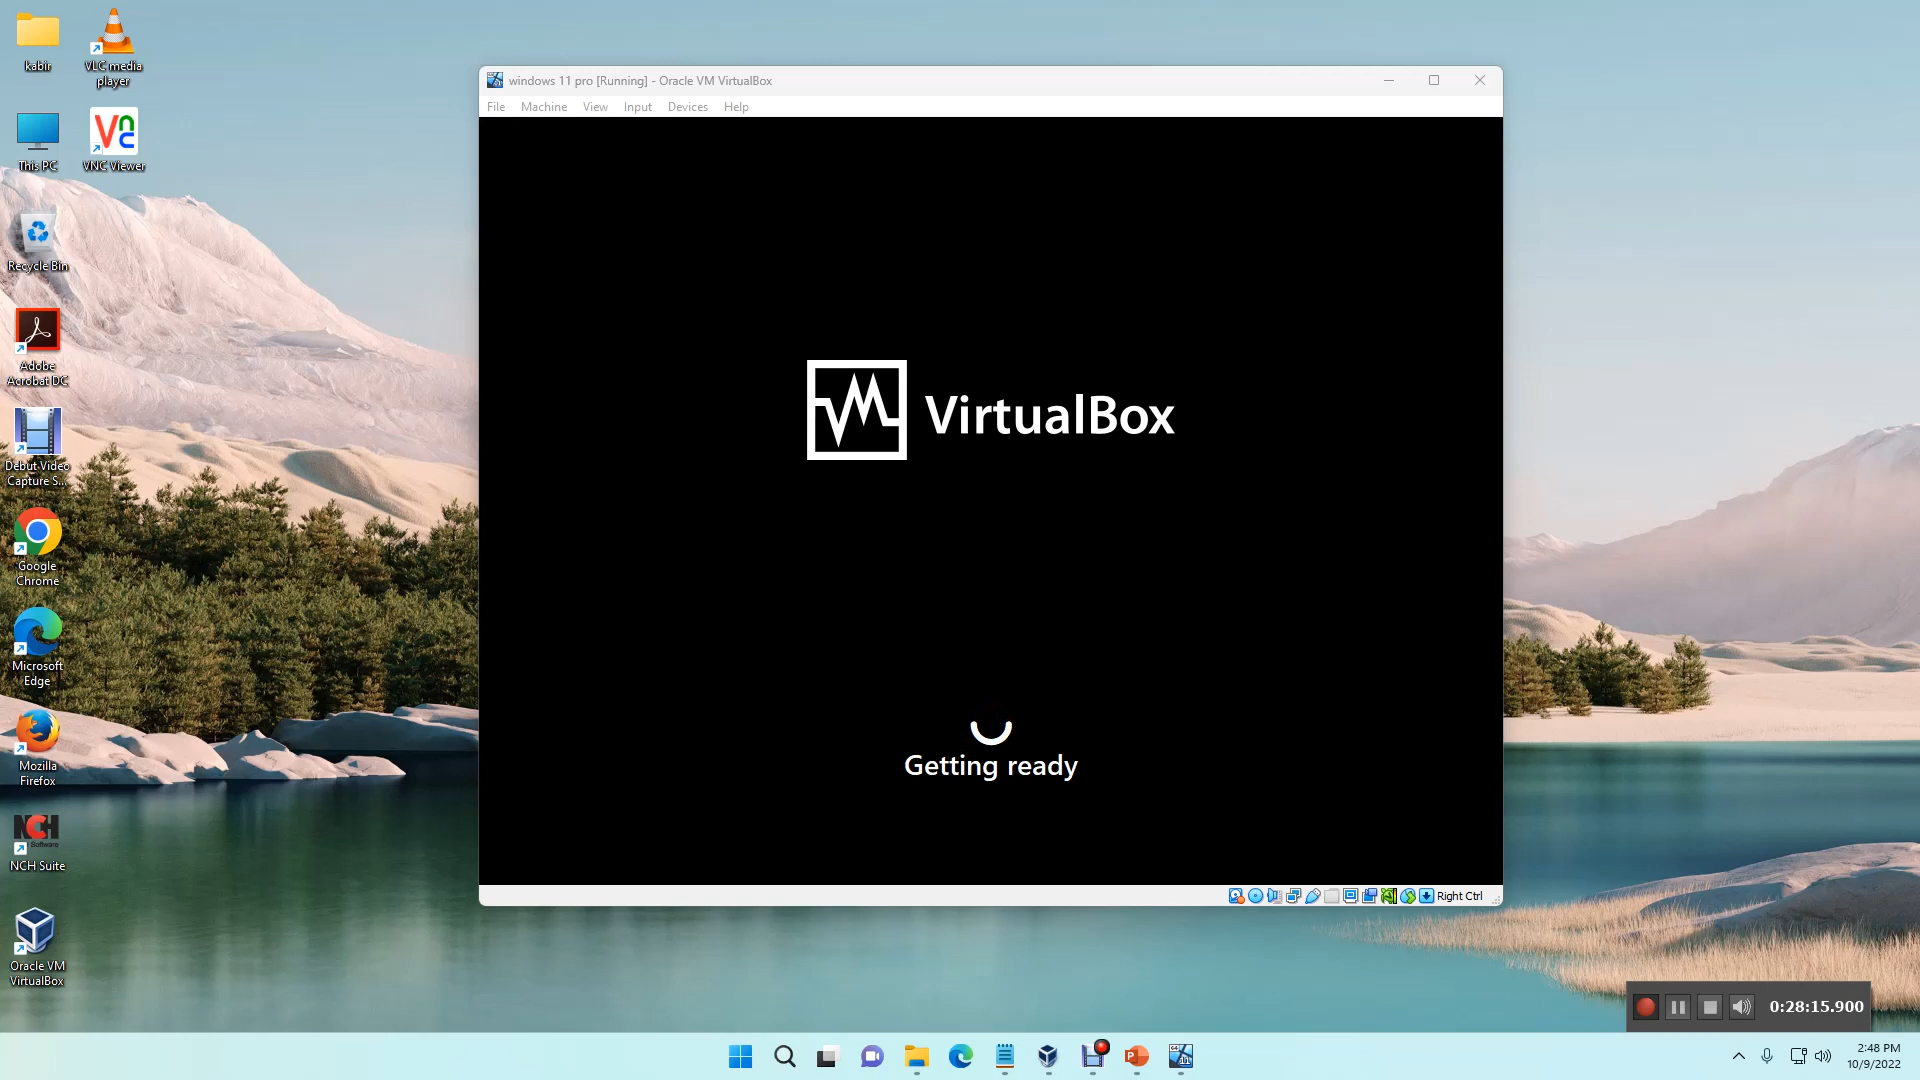 kabir
VLC media
player
This PC
VNC Viewer
Recycle Bin
Adobe
Acrobat DC
Debut Video
Capture S...
Google
Chrome
Microsoft
Edge
Mozilla
Firefox
NCH
Software
NCH Suite
Oracle VM
VirtualBox
windows 11 pro [Running] - Oracle VM VirtualBox
File Machine View Input Devices Help
VirtualBox
Getting ready
Right Ctrl
0:28:15.900
2:48 PM
10/9/2022